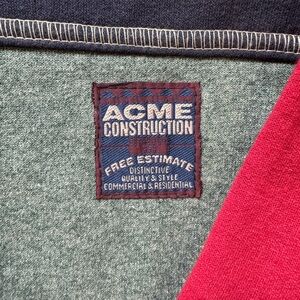 ACME
CONSTRUCTION
FREE ESTIMATE
DISTINCTIVE
QUALITY & STYLE
COMMERCIAL & RESIDENTIAL